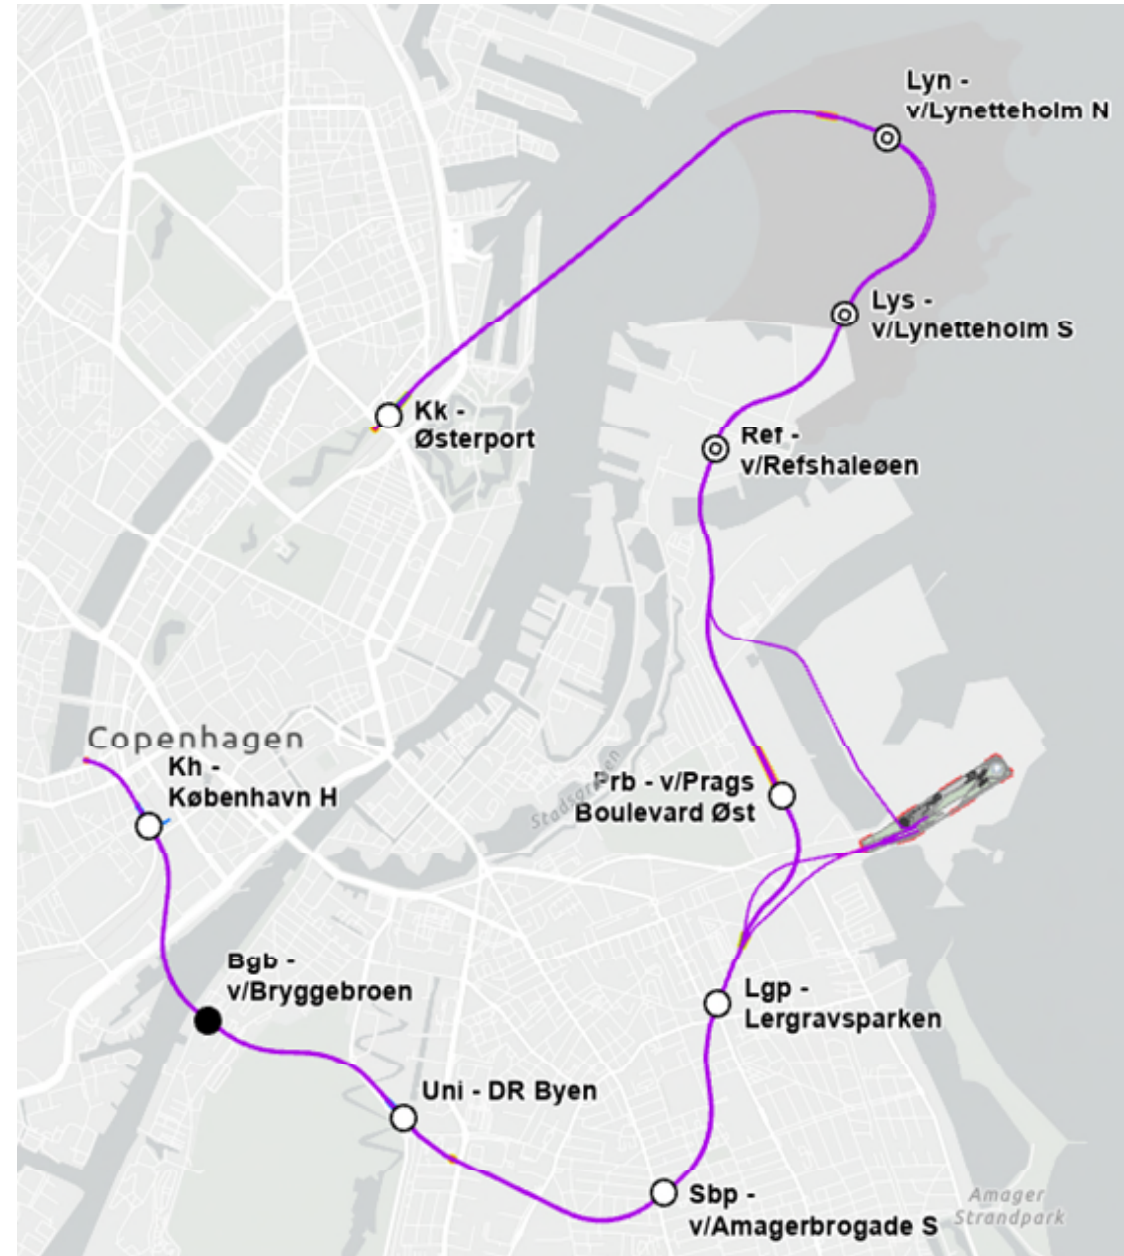 Lyn -
v/Lynetteholm N
Lys -
v/Lynetteholm S
Kk -
Østerport
Ref -
v/Refshaleøen
Copenhagen
Kh -
København H
Prb - v/Prags
Boulevard Øst
Bgb -
v/Bryggebroen
Lgp -
Lergravsparken
Uni - DR Byen
Sbp -
v/Amagerbrogade S
Amager
Strandpark